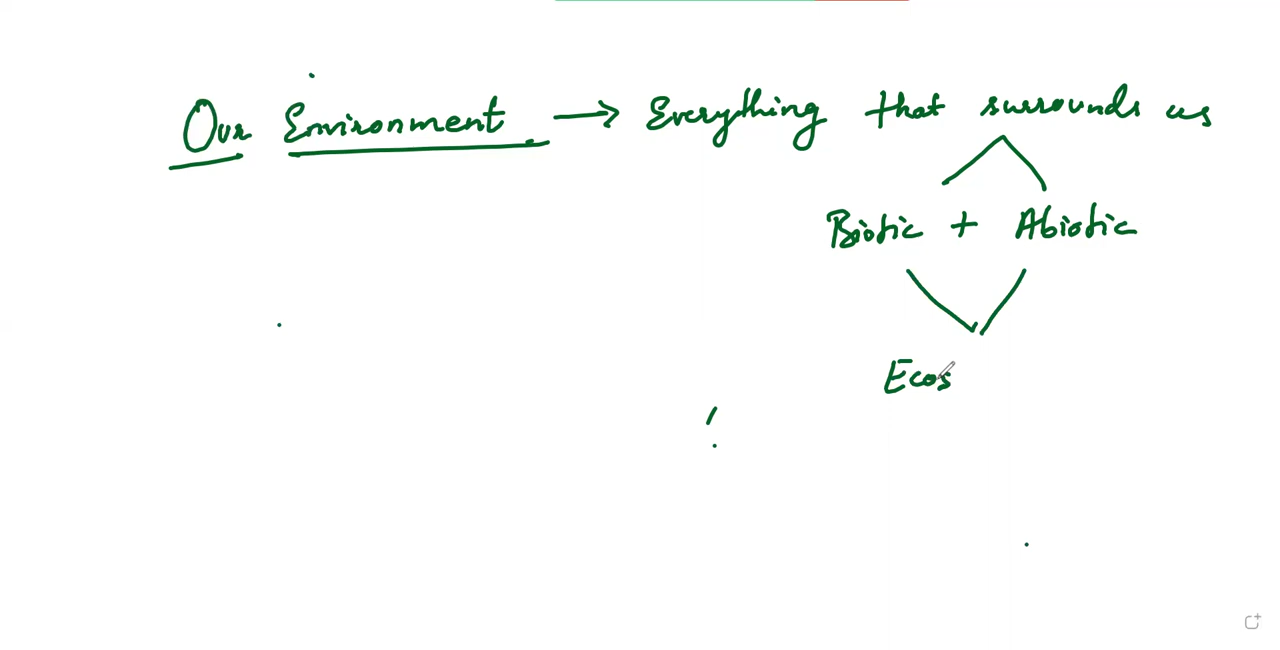 Our Environment → Everything that surrounds us
Biotic + Abiotic
Ecos